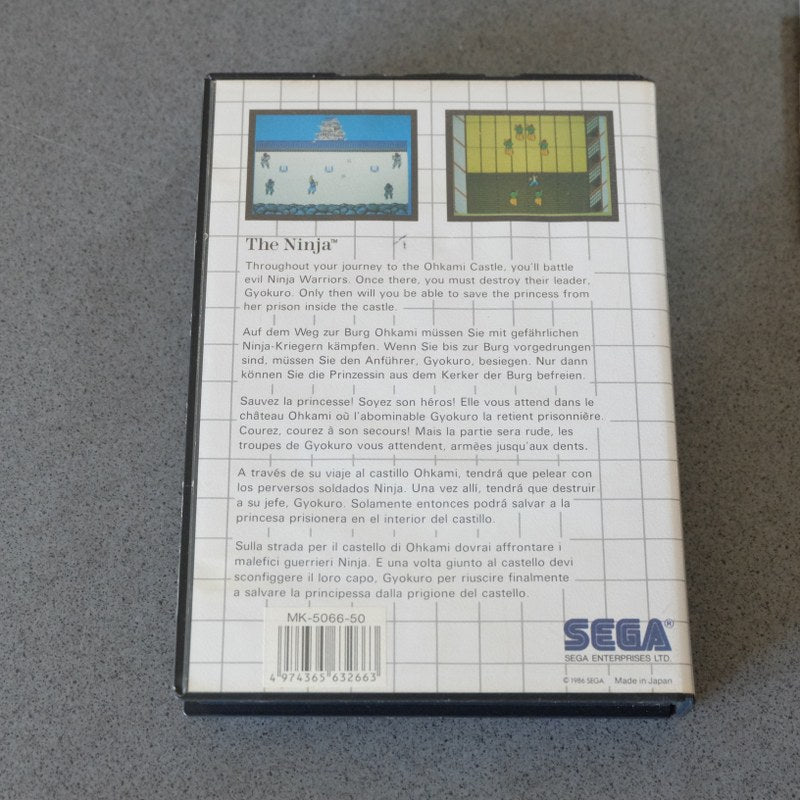 The Ninja™
Throughout your journey to the Ohkami Castle, you'll battle
evil Ninja Warriors. Once there, you must destroy their leader,
Gyokuro. Only then will you be able to save the princess from
her prison inside the castle.
Auf dem Weg zur Burg Ohkami müssen Sie mit gefährlichen
Ninja-Kriegern kämpfen. Wenn Sie bis zur Burg vorgedrungen
sind, müssen Sie den Anführer, Gyokuro, besiegen. Nur dann
können Sie die Prinzessin aus dem Kerker der Burg befreien.
Sauvez la princesse! Soyez son héros! Elle vous attend dans le
château Ohkami où l'abominable Gyokuro la retient prisonnière.
Courez, courez à son secours! Mais la partie sera rude, les
troupes de Gyokuro vous attendent, armées jusqu'aux dents.
A través de su viaje al castillo Ohkami, tendrá que pelear con
los perversos soldados Ninja. Una vez allí, tendrá que destruir
a su jefe, Gyokuro. Solamente entonces podrá salvar a la
princesa prisionera en el interior del castillo.
Sulla strada per il castello di Ohkami dovrai affrontare i
malefici guerrieri Ninja. E una volta giunto al castello devi
sconfiggere il loro capo, Gyokuro per riuscire finalmente
a salvare la principessa dalla prigione del castello.
MK-5066-50
4 974365 632663
SEGA®
SEGA ENTERPRISES LTD.
© 1986 SEGA Made in Japan